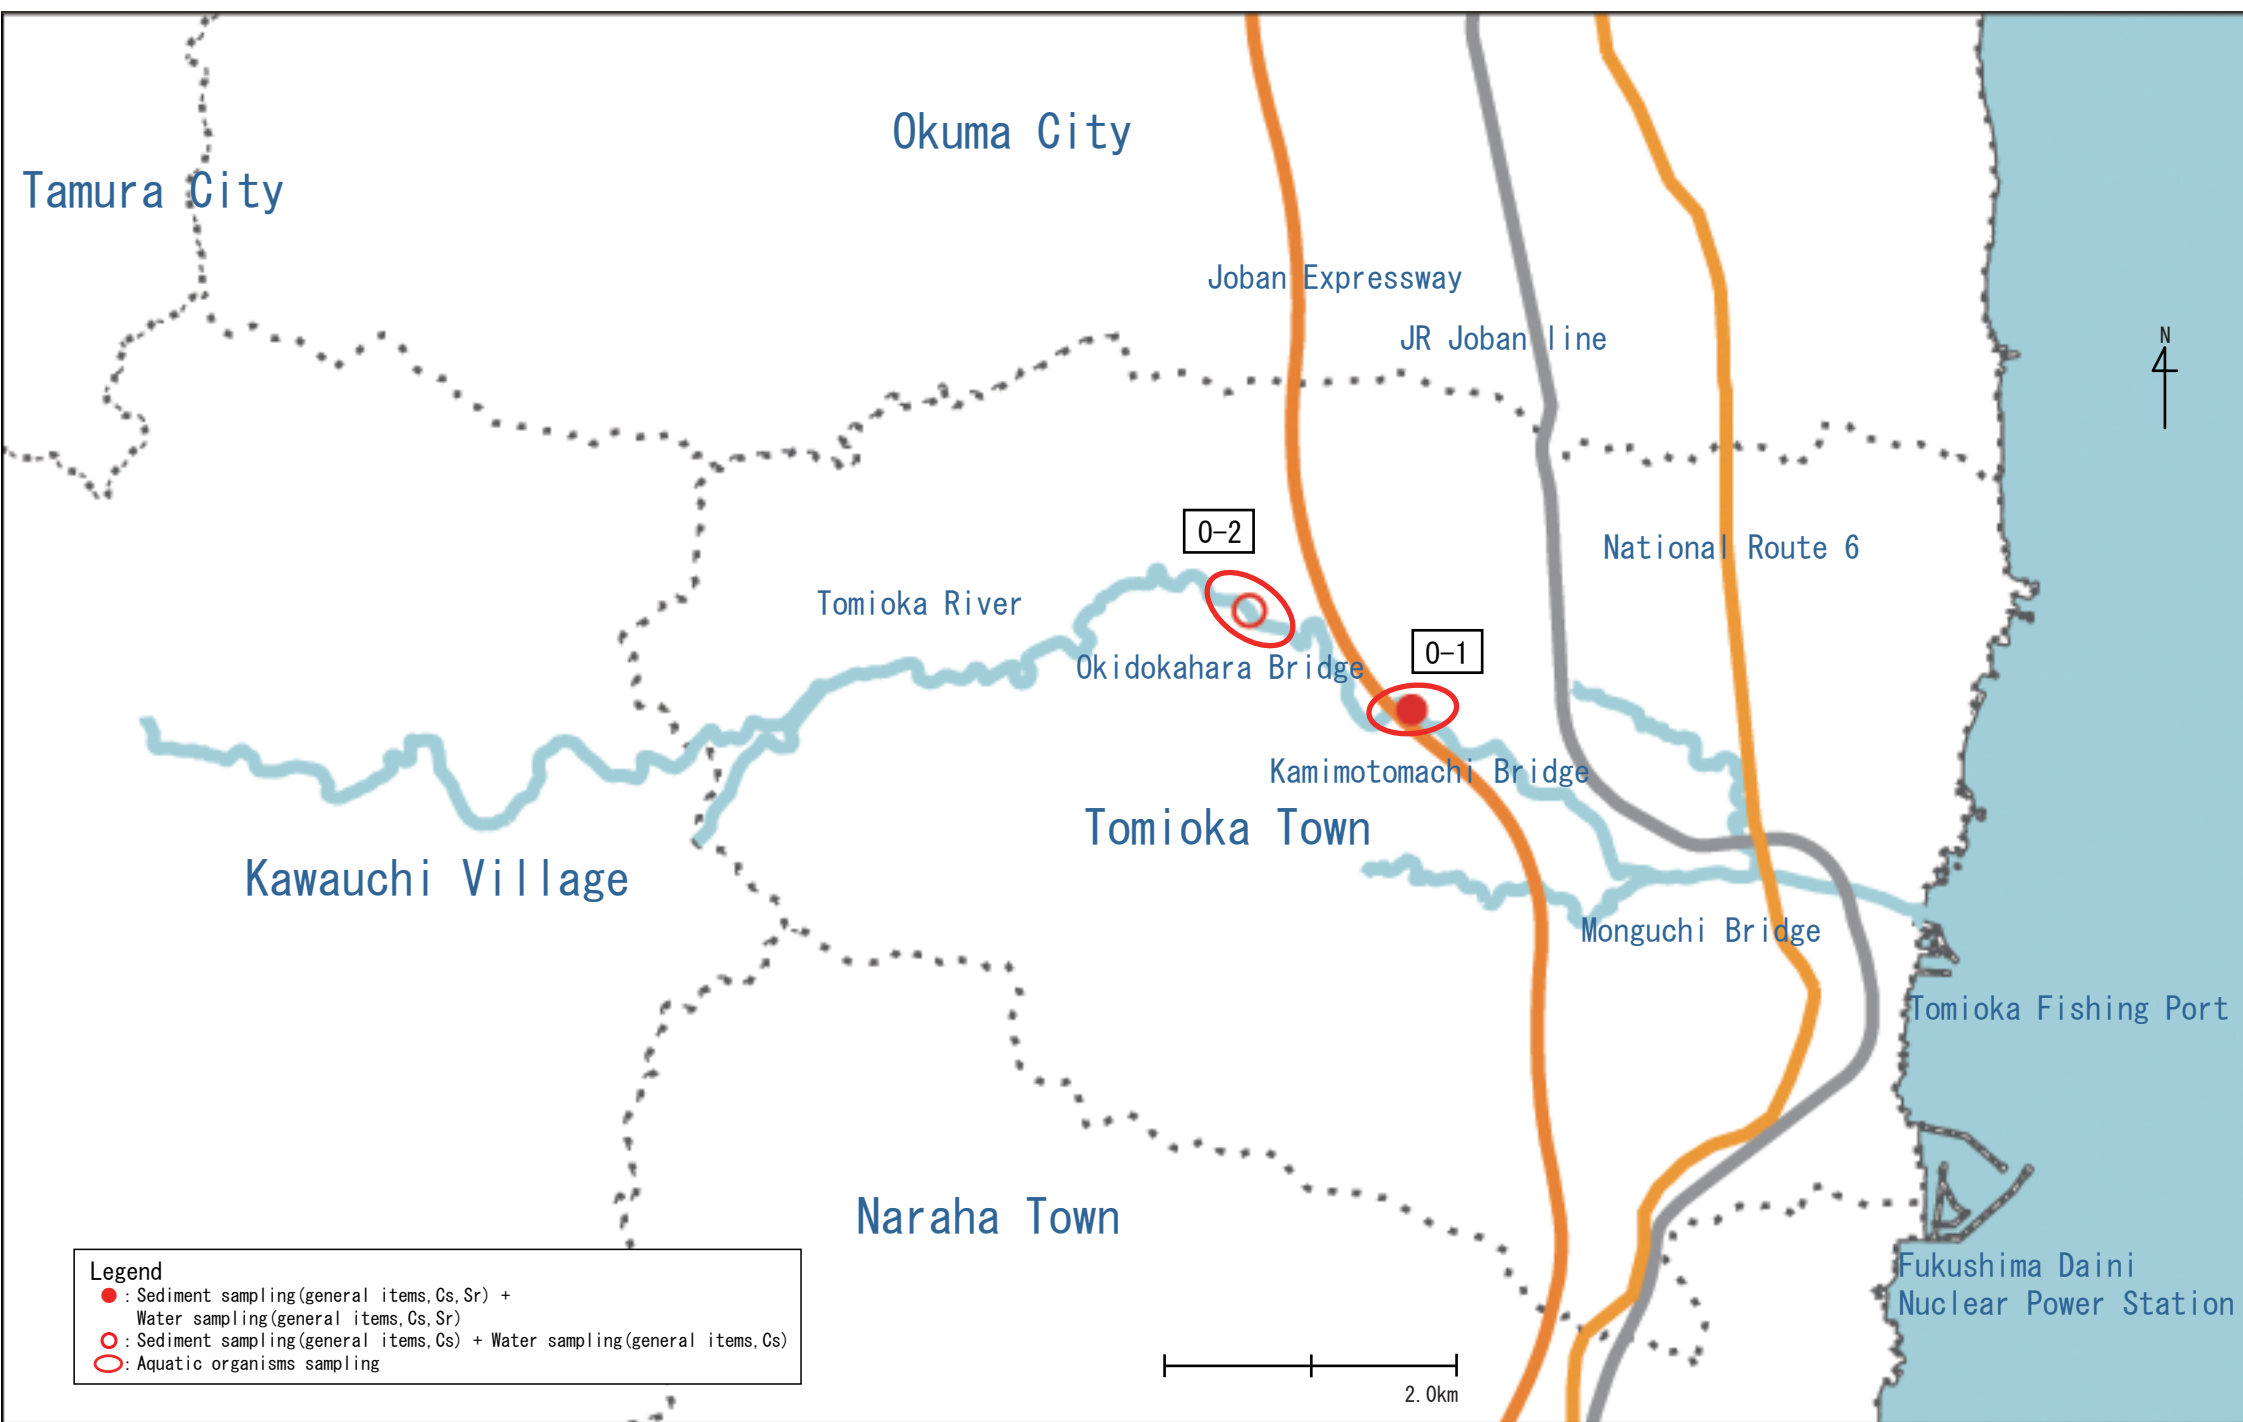 Okuma City
Tamura City
Joban Expressway
JR Joban line
N
O-2
National Route 6
Tomioka River
O-1
Okidokahara Bridge
Kamimotomachi Bridge
Tomioka Town
Kawauchi Village
Monguchi Bridge
Tomioka Fishing Port
Naraha Town
Fukushima Daini
Nuclear Power Station
Legend
: Sediment sampling(general items,Cs,Sr) +
Water sampling(general items,Cs,Sr)
: Sediment sampling(general items,Cs) + Water sampling(general items,Cs)
: Aquatic organisms sampling
2.0km